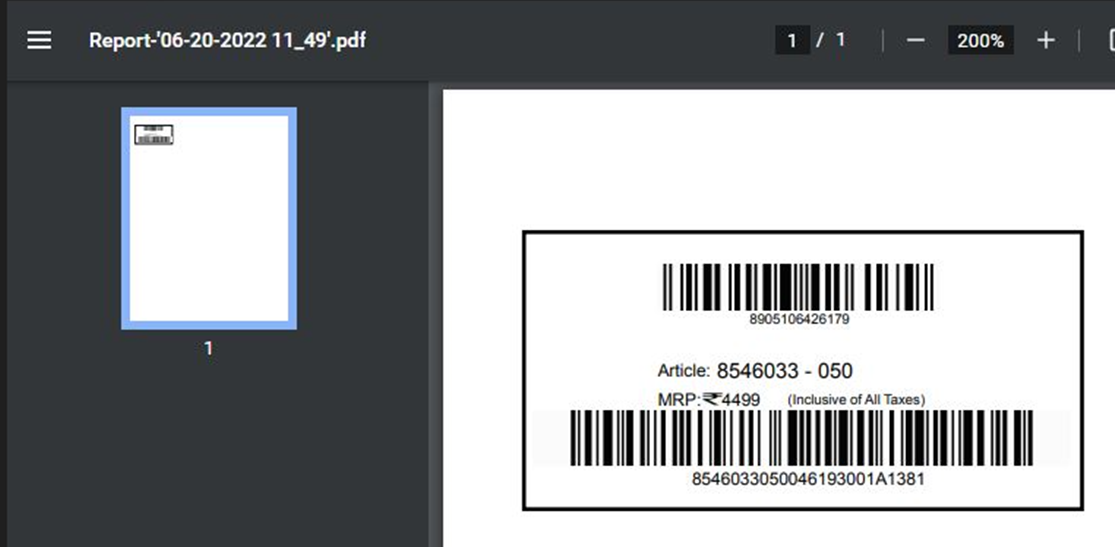 Report-'06-20-2022 11_49'.pdf
1 / 1
200%
1
8905106426179
Article: 8546033 - 050
MRP:₹4499 (Inclusive of All Taxes)
8546033050046193001A1381